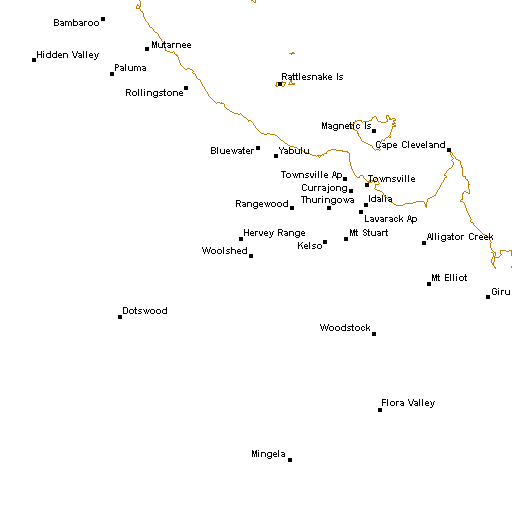 Bambaroo
Mutarnee
Hidden Valley
Paluma
Rattlesnake Is
Rollingstone
Magnetic Is
Cape Cleveland
Bluewater
Yabulu
Townsville Ap
Townsville
Currajong
Thuringowa
Idalia
Rangewood
Lavarack Ap
Hervey Range
Mt Stuart
Alligator Creek
Kelso
Woolshed
Mt Elliot
Giru
Dotswood
Woodstock
Flora Valley
Mingela